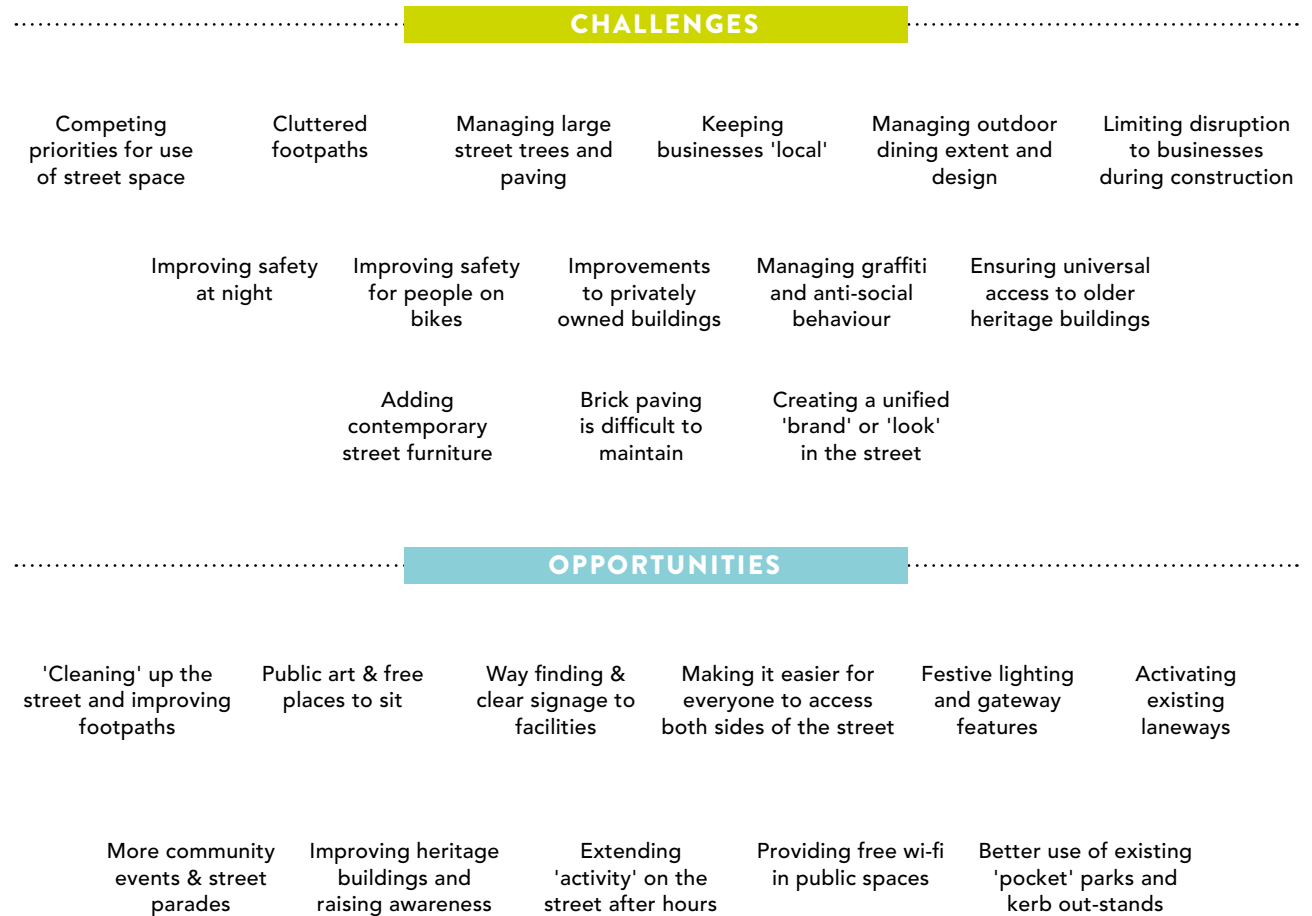 CHALLENGES
Competing
priorities for use
of street space
Cluttered
footpaths
Managing large
street trees and
paving
Keeping
businesses 'local'
Managing outdoor
dining extent and
design
Limiting disruption
to businesses
during construction
Improving safety
at night
Improving safety
for people on
bikes
Improvements
to privately
owned buildings
Managing graffiti
and anti-social
behaviour
Ensuring universal
access to older
heritage buildings
Adding
contemporary
street furniture
Brick paving
is difficult to
maintain
Creating a unified
'brand' or 'look'
in the street
OPPORTUNITIES
'Cleaning' up the
street and improving
footpaths
Public art & free
places to sit
Way finding &
clear signage to
facilities
Making it easier for
everyone to access
both sides of the street
Festive lighting
and gateway
features
Activating
existing
laneways
More community
events & street
parades
Improving heritage
buildings and
raising awareness
Extending
'activity' on the
street after hours
Providing free wi-fi
in public spaces
Better use of existing
'pocket' parks and
kerb out-stands